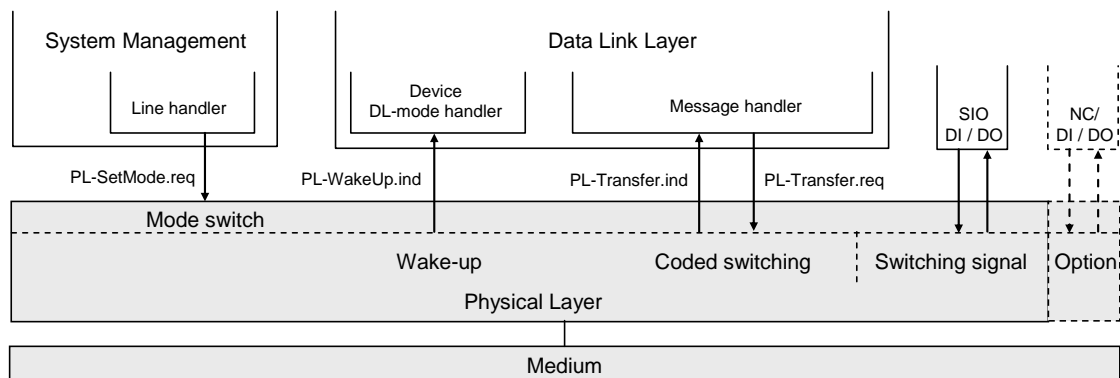 System Management
Data Link Layer
Line handler
Device
DL-mode handler
Message handler
SIO
DI / DO
NC/
DI / DO
PL-SetMode.req
PL-WakeUp.ind
PL-Transfer.ind
PL-Transfer.req
Mode switch
Wake-up
Coded switching
Switching signal
Option
Physical Layer
Medium